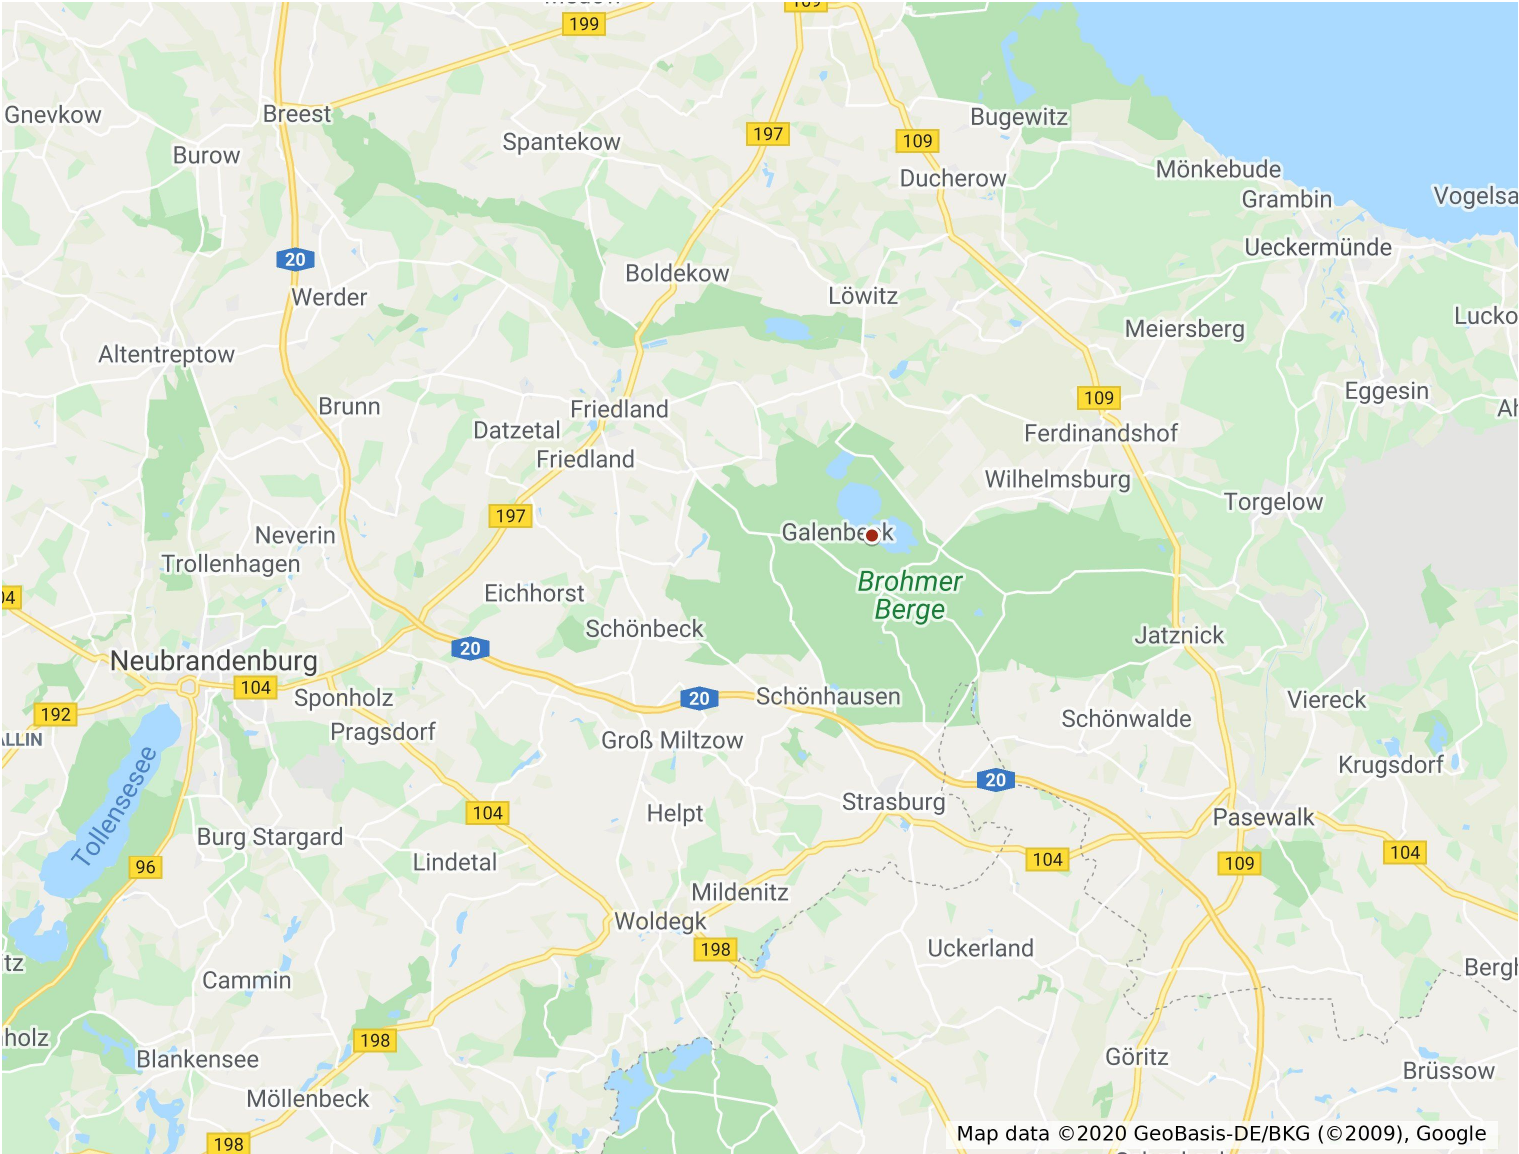 199
Gnevkow
Breest
Burow
Spantekow
197
109
Bugewitz
Ducherow
Mönkebude
Grambin
Ueckermünde
20
Werder
Boldekow
Löwitz
Meiersberg
Altentreptow
Brunn
Friedland
Datzetal
Friedland
109
Ferdinandshof
Eggesin
Wilhelmsburg
Torgelow
197
Neverin
Trollenhagen
Galenbeck
Brohmer
Berge
Eichhorst
Schönbeck
20
Jatznick
Neubrandenburg
104
Sponholz
20
Schönhausen
192
Pragsdorf
Groß Miltzow
Schönwalde
Viereck
Tollensesee
20
Krugsdorf
Strasburg
Helpt
104
Pasewalk
Burg Stargard
Lindetal
96
104
109
104
Mildenitz
Woldegk
198
Uckerland
Cammin
198
Blankensee
Göritz
Brüssow
Möllenbeck
198
Map data ©2020 GeoBasis-DE/BKG (©2009), Google